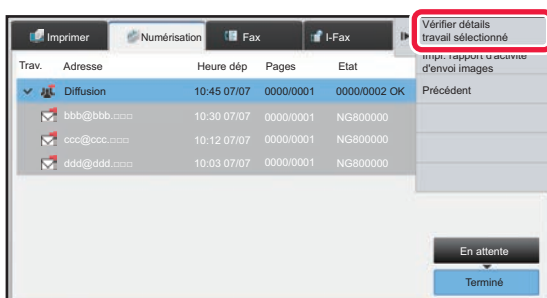 Imprimer Numérisation Fax I-Fax
Vérifier détails
travail sélectionné
Impr. rapport d'activité
d'envoi images
Précédent
Trav. Adresse Heure dép Pages Etat
Diffusion 10:45 07/07 0000/0001 0000/0002 OK
bbb@bbb.□□□ 10:30 07/07 0000/0001 NG800000
ccc@ccc.□□□ 10:12 07/07 0000/0001 NG800000
ddd@ddd.□□□ 10:03 07/07 0000/0001 NG800000
En attente
Terminé